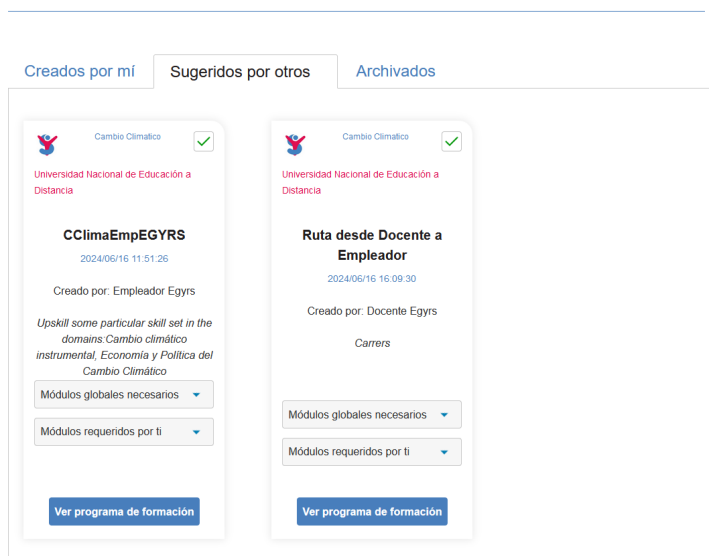 Creados por mí
Sugeridos por otros
Archivados
Cambio Climatico
Universidad Nacional de Educación a
Distancia
CClimaEmpEGYRS
2024/06/16 11:51:26
Creado por: Empleador Egyrs
Upskill some particular skill set in the
domains:Cambio climático
instrumental, Economía y Política del
Cambio Climático
Módulos globales necesarios
Módulos requeridos por ti
Ver programa de formación
Cambio Climatico
Universidad Nacional de Educación a
Distancia
Ruta desde Docente a
Empleador
2024/06/16 16:09:30
Creado por: Docente Egyrs
Carrers
Módulos globales necesarios
Módulos requeridos por ti
Ver programa de formación